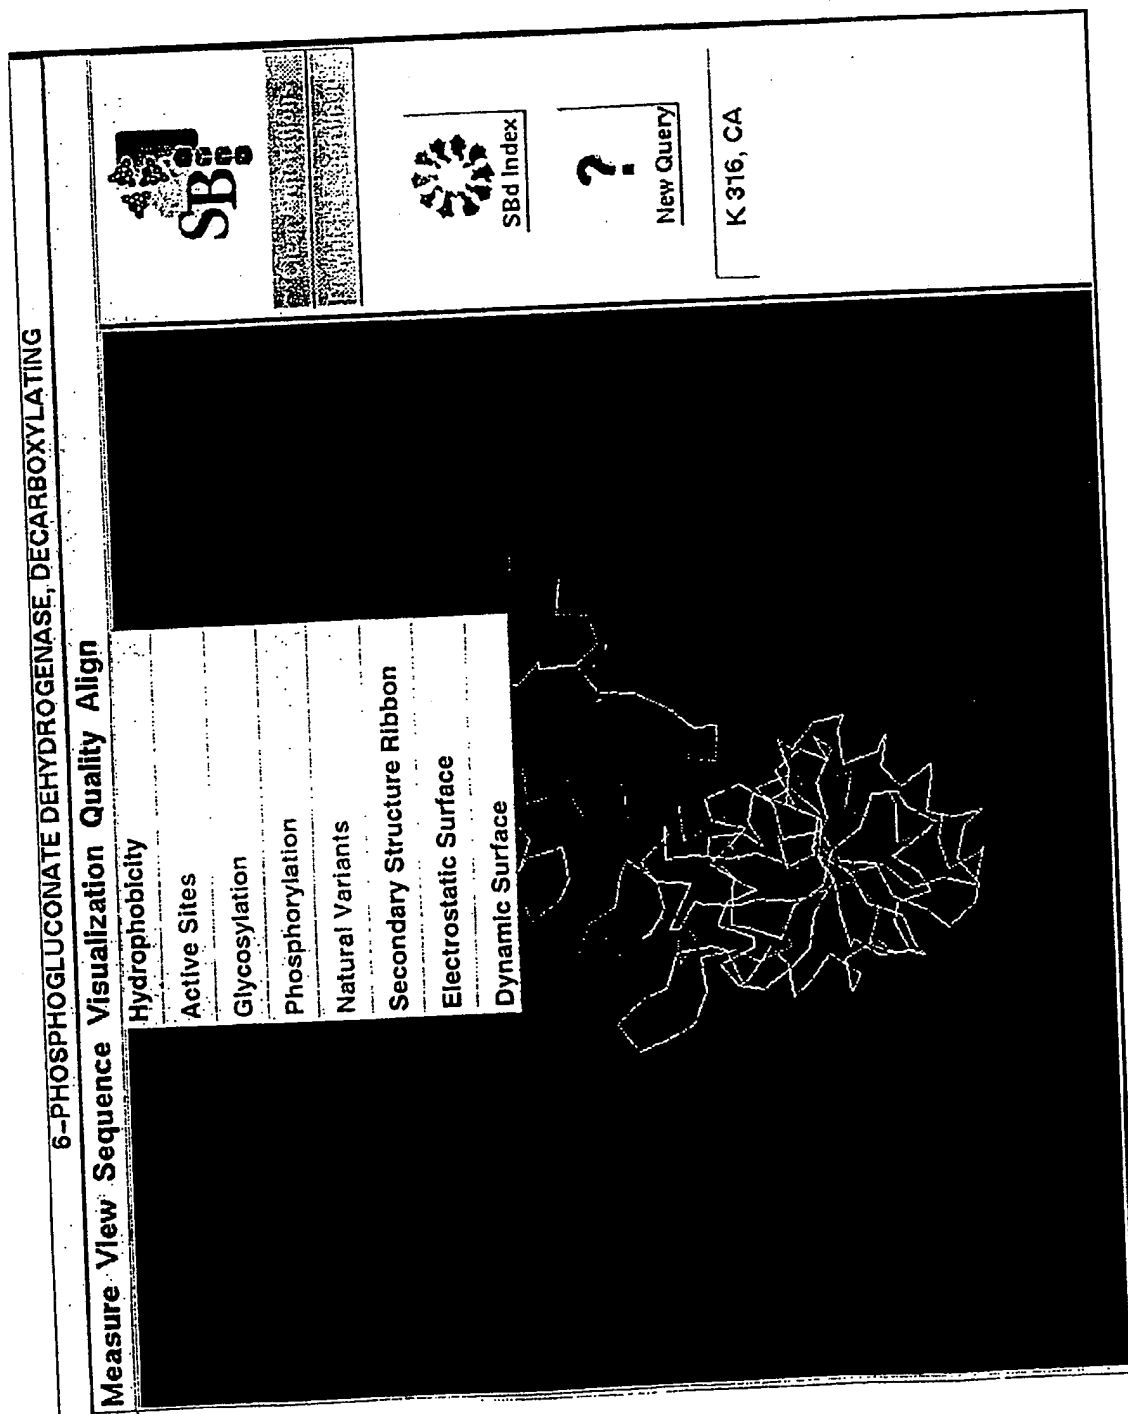 6-PHOSPHOGLUCONATE DEHYDROGENASE, DECARBOXYLATING
Measure View Sequence Visualization Quality Align
Hydrophobicity
Active Sites
Glycosylation
Phosphorylation
Natural Variants
Secondary Structure Ribbon
Electrostatic Surface
Dynamic Surface
SB
SBd Index
?
New Query
K 316, CA